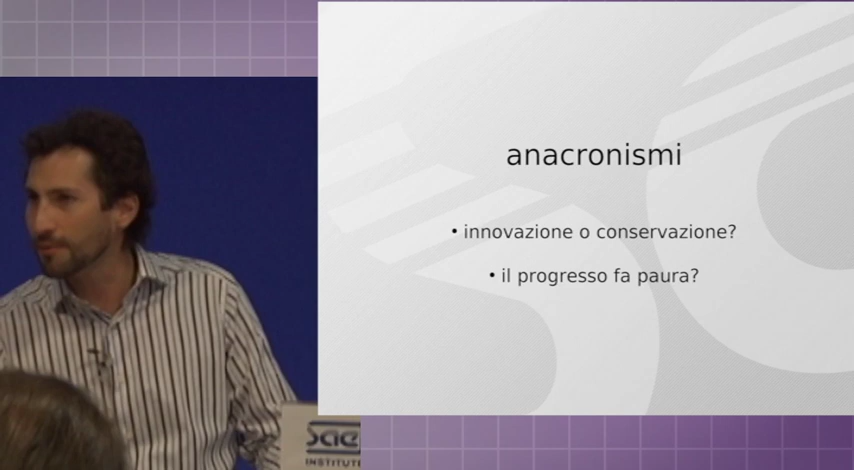 anacronismi
• innovazione o conservazione?
• il progresso fa paura?
sae
INSTITUTE